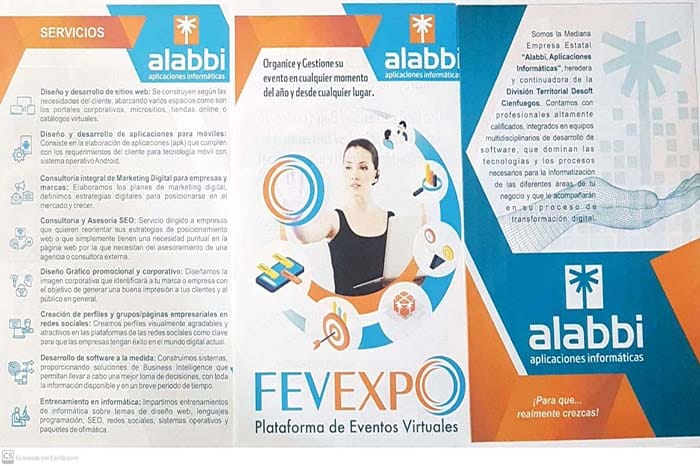 SERVICIOS
alabbi
aplicaciones informáticas
Diseño y desarrollo de sitios web: Se construyen según las
necesidades del cliente, abarcando varios espacios como son
los portales corporativos, micrositios, tiendas online o
catálogos virtuales.
Diseño y desarrollo de aplicaciones para móviles:
Consiste en la elaboración de aplicaciones (apk) que cumplen
con los requerimientos del cliente para tecnología móvil con
sistema operativo Android.
Consultoría integral de Marketing Digital para empresas y
marcas: Elaboramos los planes de marketing digital,
definimos estrategias digitales para posicionarse en el
mercado y crecer.
Consultoría y Asesoría SEO: Servicio dirigido a empresas
que quieren reorientar sus estrategias de posicionamiento
web o que simplemente tienen una necesidad puntual en la
página web por la que necesitan del asesoramiento de una
agencia o consultora externa.
Diseño Gráfico promocional y corporativo: Diseñamos la
imagen corporativa que identificará a tu marca o empresa con
el objetivo de generar una buena impresión a tus clientes y al
público en general.
Creación de perfiles y grupos/páginas empresariales en
redes sociales: Creamos perfiles visualmente agradables y
atractivos en las plataformas de las redes sociales como clave
para que las empresas tengan éxito en el mundo digital actual.
Desarrollo de software a la medida: Construimos sistemas,
proporcionando soluciones de Business Intelligence que
permitan llevar a cabo una mejor toma de decisiones, con toda
la información disponible y en un breve periodo de tiempo.
Entrenamiento en informática: Impartimos entrenamientos
de informática sobre temas de diseño web, lenguajes
programación, SEO, redes sociales, sistemas operativos y
paquetes de ofimática.
CS Escaneado con CamScanner
Organice y Gestione su
evento en cualquier momento
del año y desde cualquier lugar.
alabbi
aplicaciones informáticas
FEVEXPO
Plataforma de Eventos Virtuales
Somos la Mediana
Empresa Estatal
"Alabbi, Aplicaciones
Informáticas", heredera
y continuadora de la
División Territorial Desoft
Cienfuegos. Contamos con
profesionales altamente
calificados, integrados en equipos
multidisciplinarios de desarrollo de
software, que dominan las
tecnologías y los procesos
necesarios para la informatización
de las diferentes áreas de tu
negocio y que le acompañarán
en su proceso de
transformación digital.
alabbi
aplicaciones informáticas
¡Para que...
realmente crezcas!